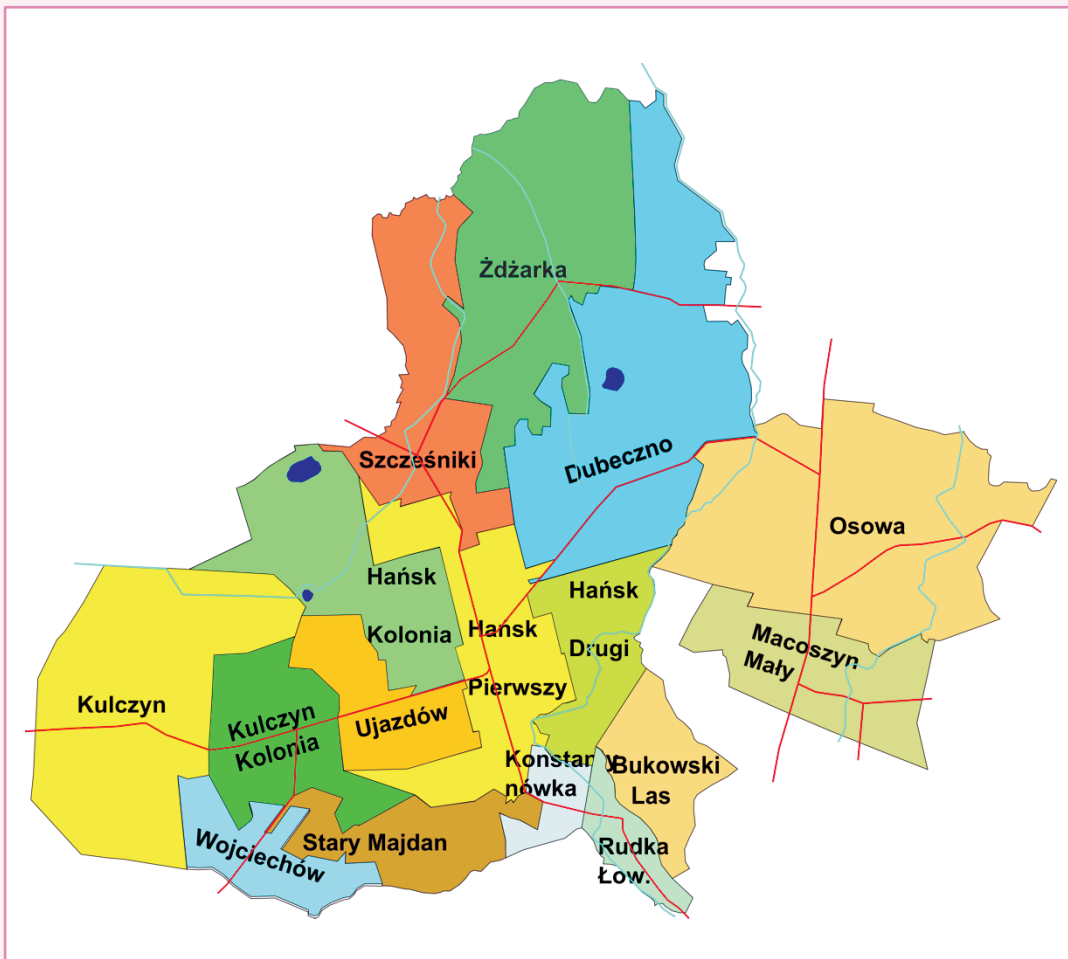 Żdżarka
Szcześniki
Dubeczno
Osowa
Hańsk
Kolonia
Hańsk
Pierwszy
Hańsk
Drugi
Macoszyn
Mały
Kulczyn
Kulczyn
Kolonia
Ujazdów
Konstanty
nówka
Bukowski
Las
Wojciechów
Stary Majdan
Rudka
Łow.